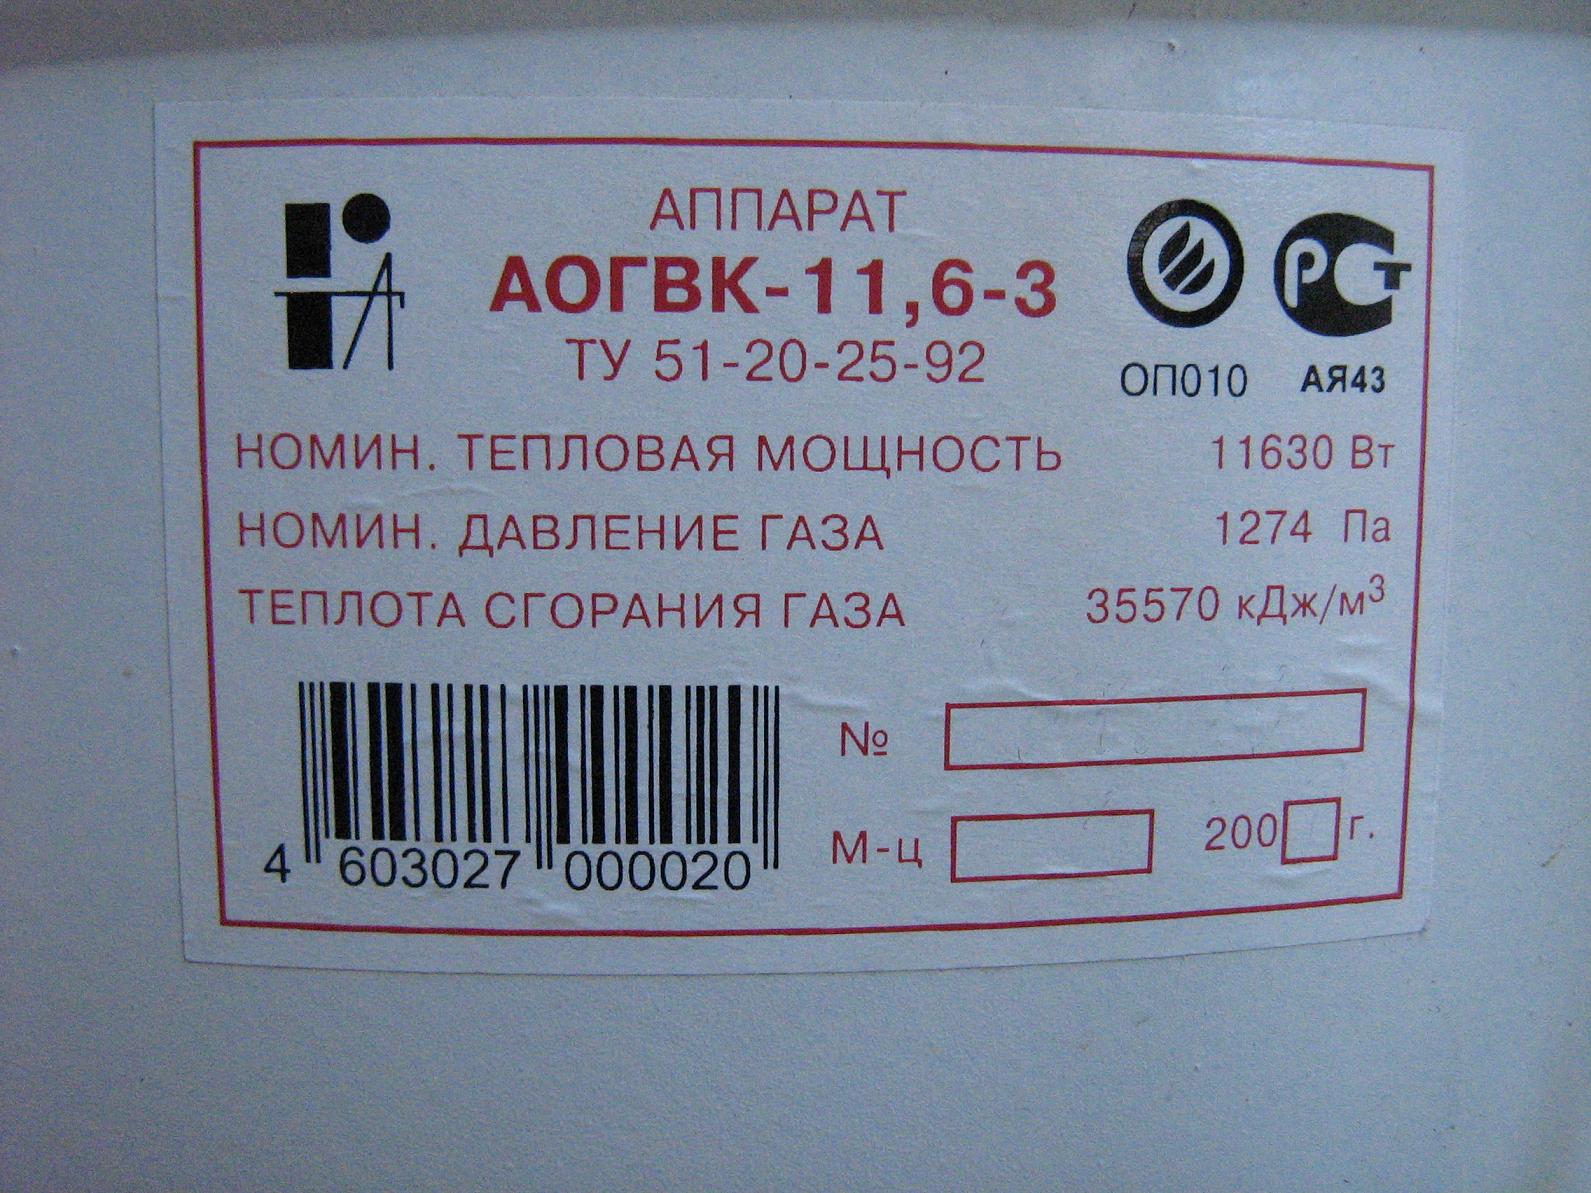 АППАРАТ
АОГВК-11,6-3
ТУ 51-20-25-92
РСТ
ОП010 АЯ43
НОМИН. ТЕПЛОВАЯ МОЩНОСТЬ 11630 Вт
НОМИН. ДАВЛЕНИЕ ГАЗА 1274 Па
ТЕПЛОТА СГОРАНИЯ ГАЗА 35570 кДж/м³
№
М-ц 200 г.
4 603027 000020